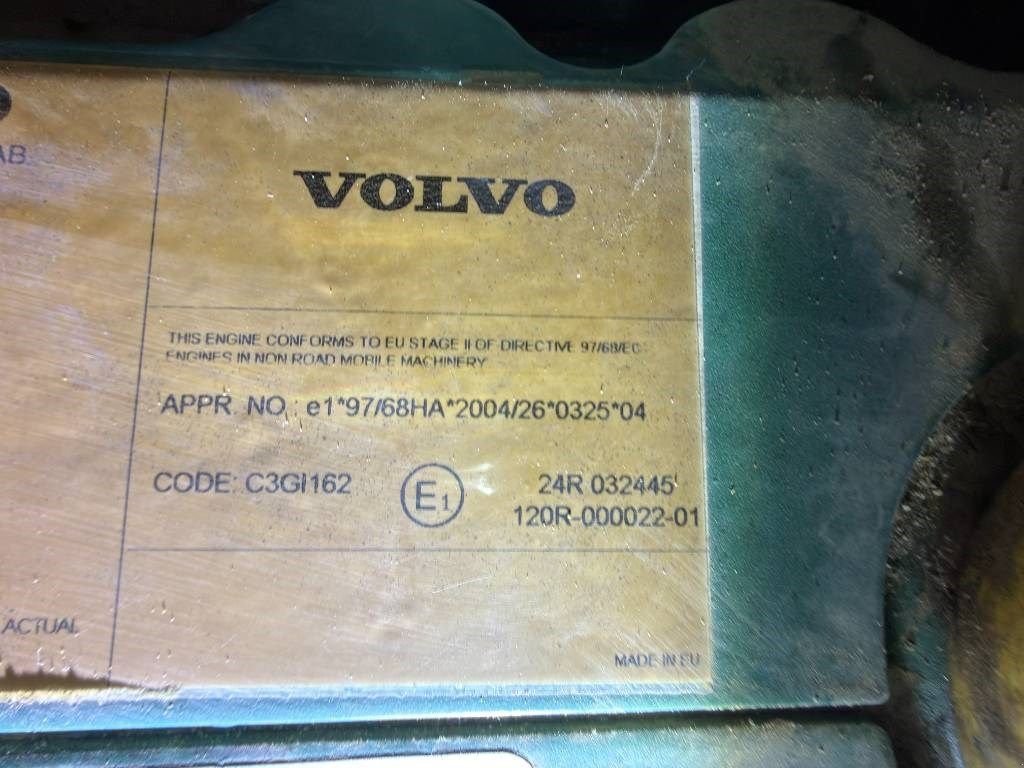 AB
VOLVO
THIS ENGINE CONFORMS TO EU STAGE II OF DIRECTIVE 97/68/EC
ENGINES IN NON ROAD MOBILE MACHINERY
APPR. NO.: e1*97/68HA*2004/26*0325*04
CODE: C3GI162
E1
24R 032445
120R-000022-01
ACTUAL
MADE IN EU